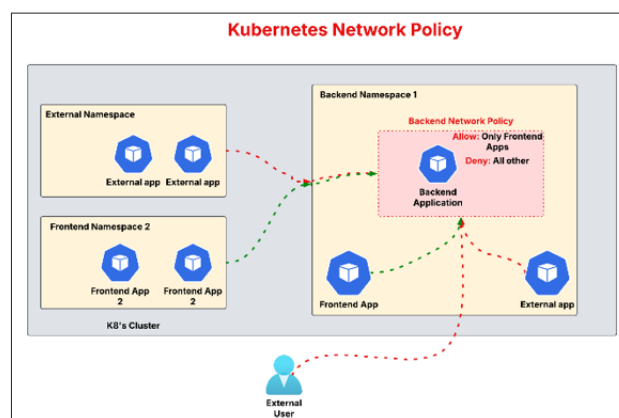 Kubernetes Network Policy
External Namespace
External app
External app
Frontend Namespace 2
Frontend App
2
Frontend App
2
K8's Cluster
Backend Namespace 1
Backend Network Policy
Allow: Only Frontend
Apps
Deny: All other
Backend
Application
Frontend App
External app
External
User